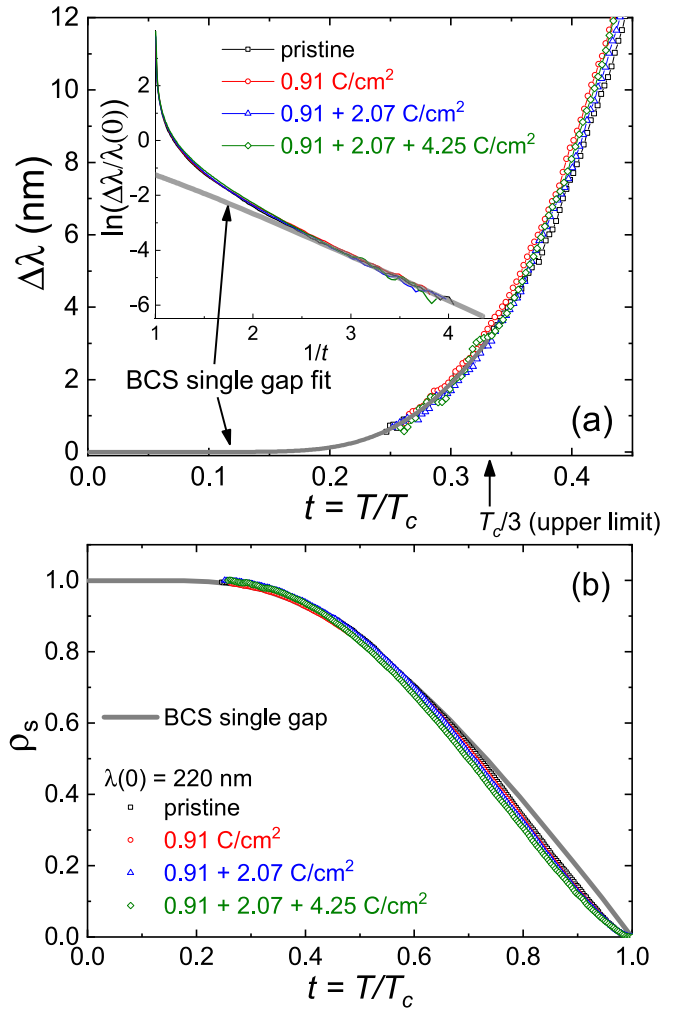 12
10
8
6
4
2
0
Δλ (nm)
2
0
-2
-4
-6
ln(Δλ/λ(0))
1
2
3
4
1/t
pristine
0.91 C/cm²
0.91 + 2.07 C/cm²
0.91 + 2.07 + 4.25 C/cm²
BCS single gap fit
(a)
0.0
0.1
0.2
0.3
0.4
t = T/Tc
Tc/3 (upper limit)
(b)
1.0
0.8
0.6
0.4
0.2
0.0
ρs
BCS single gap
λ(0) = 220 nm
pristine
0.91 C/cm²
0.91 + 2.07 C/cm²
0.91 + 2.07 + 4.25 C/cm²
0.0
0.2
0.4
0.6
0.8
1.0
t = T/Tc